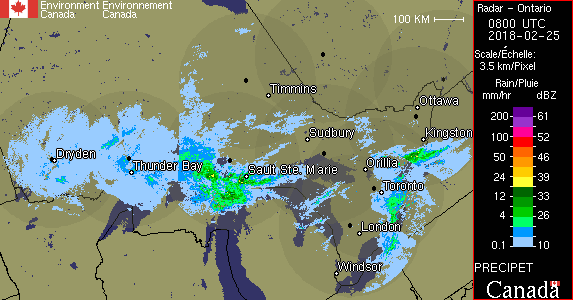 Environment Environnement
Canada Canada
100 KM
Timmins
Ottawa
Sudbury
Kingston
Dryden
Thunder Bay
Sault Ste. Marie
Orillia
Toronto
London
Windsor
Radar - Ontario
0800 UTC
2018-02-25
Scale/Échelle:
3.5 km/Pixel
Rain/Pluie
mm/hr dBZ
200 61
100 52
50 46
24 39
12 33
4 26
0.1 10
PRECIPET
Canada